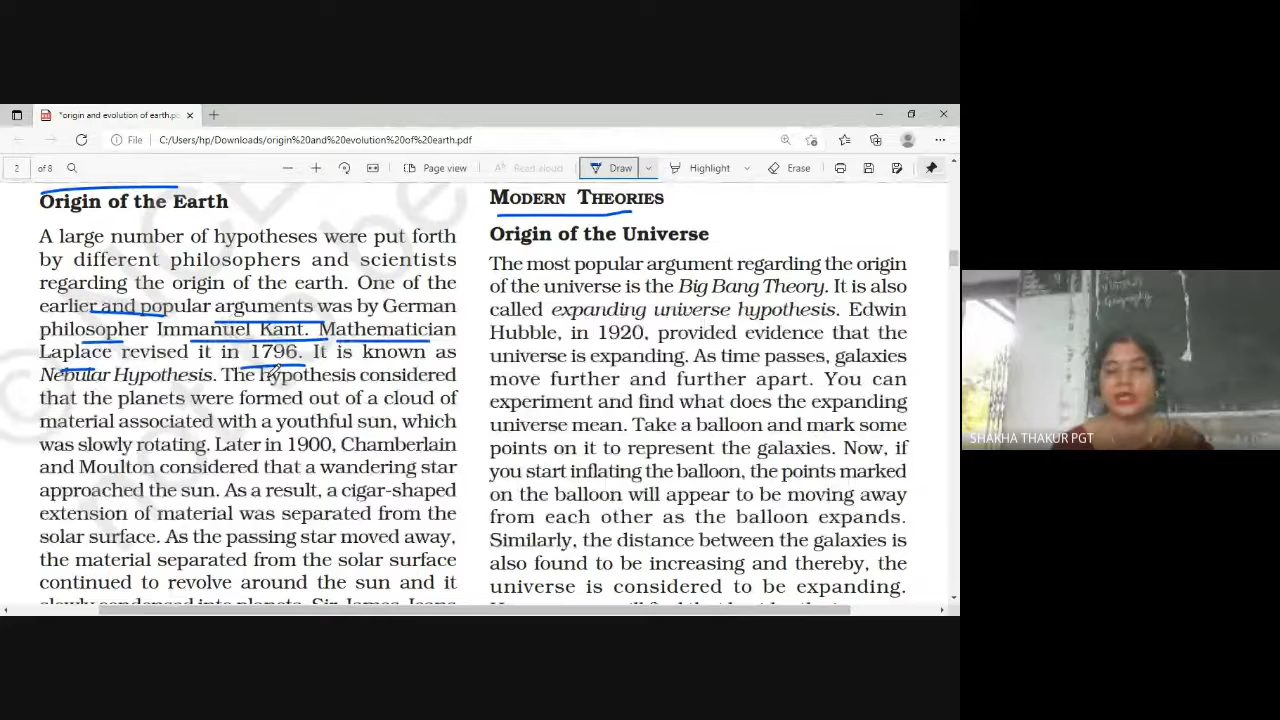 *origin and evolution of earth.p
File
C:/Users/hp/Downloads/origin%20and%20evolution%20of%20earth.pdf
2 of 8
Page view
Read aloud
Draw
Highlight
Erase
Origin of the Earth
A large number of hypotheses were put forth
by different philosophers and scientists
regarding the origin of the earth. One of the
earlier and popular arguments was by German
philosopher Immanuel Kant. Mathematician
Laplace revised it in 1796. It is known as
Nebular Hypothesis. The hypothesis considered
that the planets were formed out of a cloud of
material associated with a youthful sun, which
was slowly rotating. Later in 1900, Chamberlain
and Moulton considered that a wandering star
approached the sun. As a result, a cigar-shaped
extension of material was separated from the
solar surface. As the passing star moved away,
the material separated from the solar surface
continued to revolve around the sun and it
slowly condensed into planets. Sir James Jeans
MODERN THEORIES
Origin of the Universe
The most popular argument regarding the origin
of the universe is the Big Bang Theory. It is also
called expanding universe hypothesis. Edwin
Hubble, in 1920, provided evidence that the
universe is expanding. As time passes, galaxies
move further and further apart. You can
experiment and find what does the expanding
universe mean. Take a balloon and mark some
points on it to represent the galaxies. Now, if
you start inflating the balloon, the points marked
on the balloon will appear to be moving away
from each other as the balloon expands.
Similarly, the distance between the galaxies is
also found to be increasing and thereby, the
universe is considered to be expanding.
SHAKHA THAKUR PGT